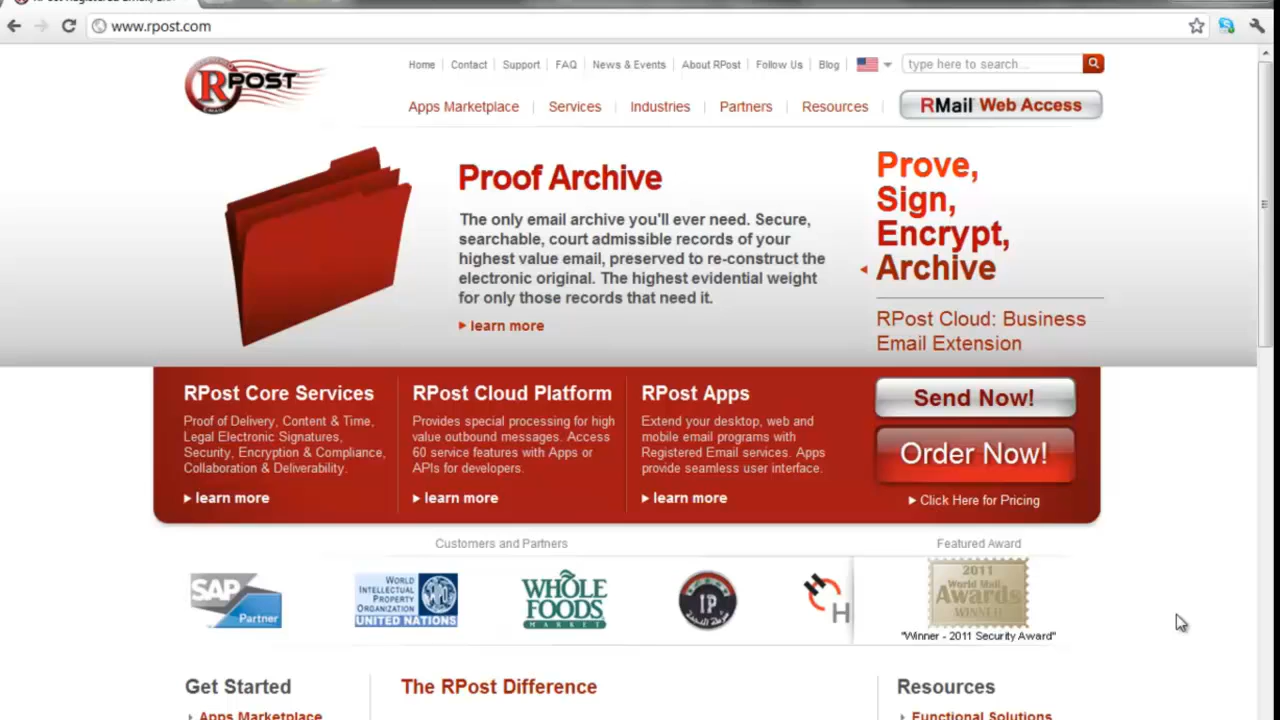 www.rpost.com
RPOST
Home
Contact
Support
FAQ
News & Events
About RPost
Follow Us
Blog
type here to search ...
Apps Marketplace
Services
Industries
Partners
Resources
RMail Web Access
Proof Archive
The only email archive you'll ever need. Secure,
searchable, court admissible records of your
highest value email, preserved to re-construct the
electronic original. The highest evidential weight
for only those records that need it.
learn more
Prove,
Sign,
Encrypt,
Archive
RPost Cloud: Business
Email Extension
RPost Core Services
Proof of Delivery, Content & Time,
Legal Electronic Signatures,
Security, Encryption & Compliance,
Collaboration & Deliverability.
learn more
RPost Cloud Platform
Provides special processing for high
value outbound messages. Access
60 service features with Apps or
APIs for developers.
learn more
RPost Apps
Extend your desktop, web and
mobile email programs with
Registered Email services. Apps
provide seamless user interface.
learn more
Send Now!
Order Now!
Click Here for Pricing
Customers and Partners
Featured Award
SAP
Partner
WORLD
INTELLECTUAL
PROPERTY
ORGANIZATION
UNITED NATIONS
WHOLE
FOODS
MARKET
IP
H
2011
World Mail
Awards
WINNER
"Winner - 2011 Security Award"
Get Started
Apps Marketplace
The RPost Difference
Resources
Functional Solutions